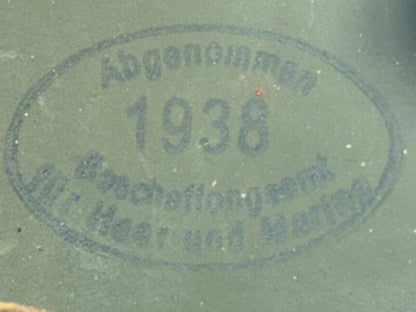 Abgenommen
1938
Beschaffungsamt
für Heer und Marine